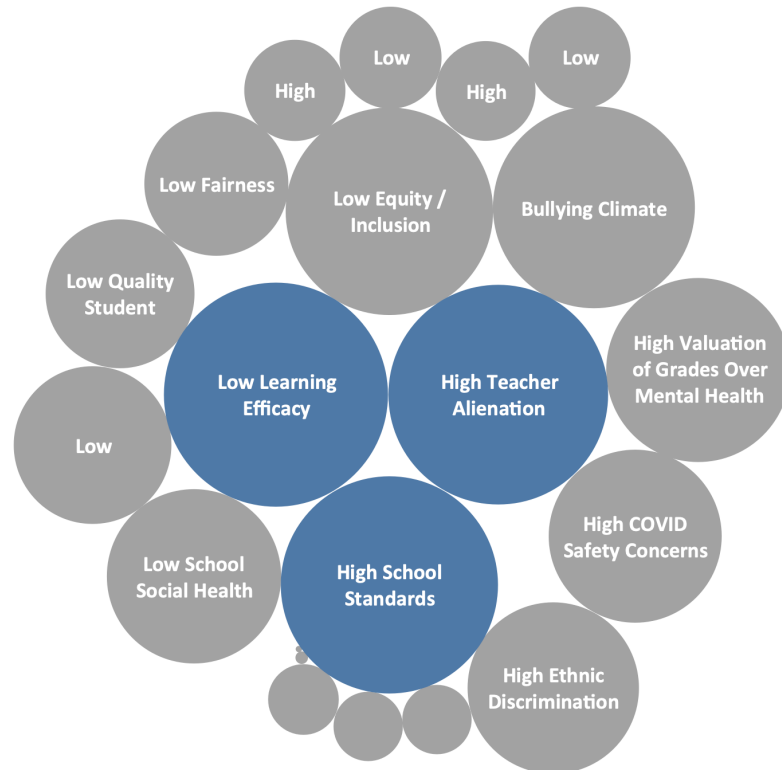 Low
Low
High
High
Low Fairness
Low Equity /
Inclusion
Bullying Climate
Low Quality
Student
High Valuation
of Grades Over
Mental Health
Low Learning
Efficacy
High Teacher
Alienation
Low
High COVID
Safety Concerns
Low School
Social Health
High School
Standards
High Ethnic
Discrimination